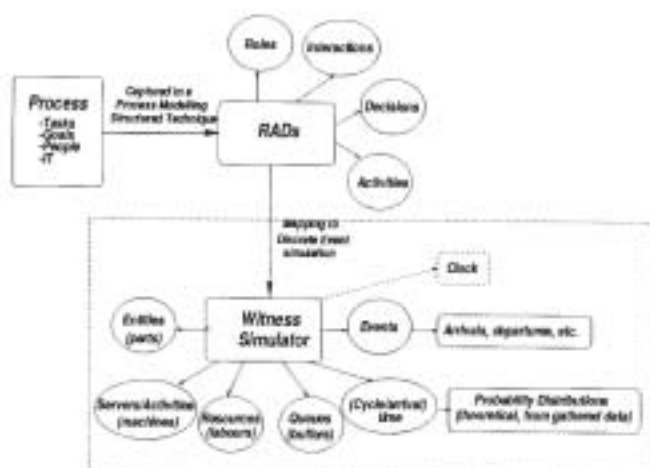 Roles
Interactions
Process
-Tasks
-Goals
-People
-IT
Captured in a
Process Modelling
Structured Technique
RADs
Decisions
Activities
Mapping to
Discrete Event
simulation
Clock
Entities
(parts)
Witness
Simulator
Events
Arrivals, departures, etc.
Servers/Activities
(machines)
Resources
(labours)
Queues
(buffers)
(Cycle/arrival)
time
Probability Distributions
(theoretical, from gathered data)